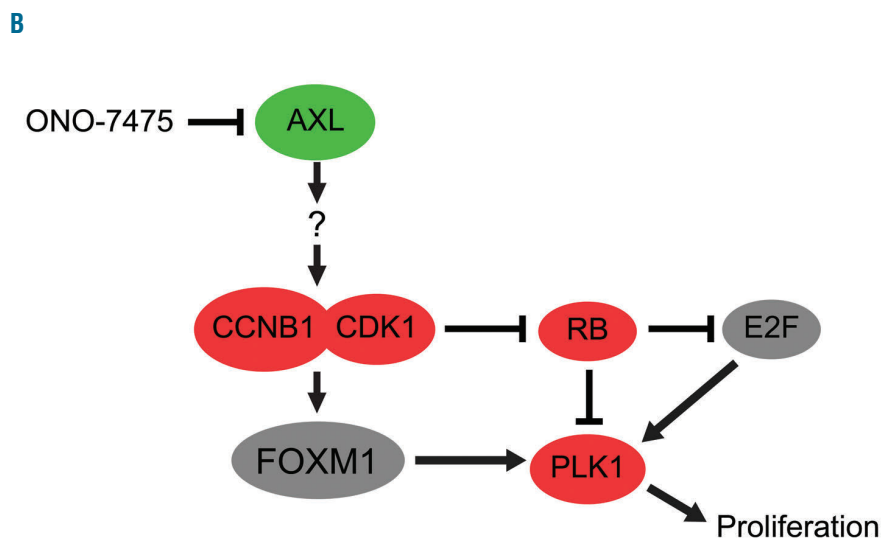 B
ONO-7475
AXL
?
CCNB1
CDK1
RB
E2F
FOXM1
PLK1
Proliferation